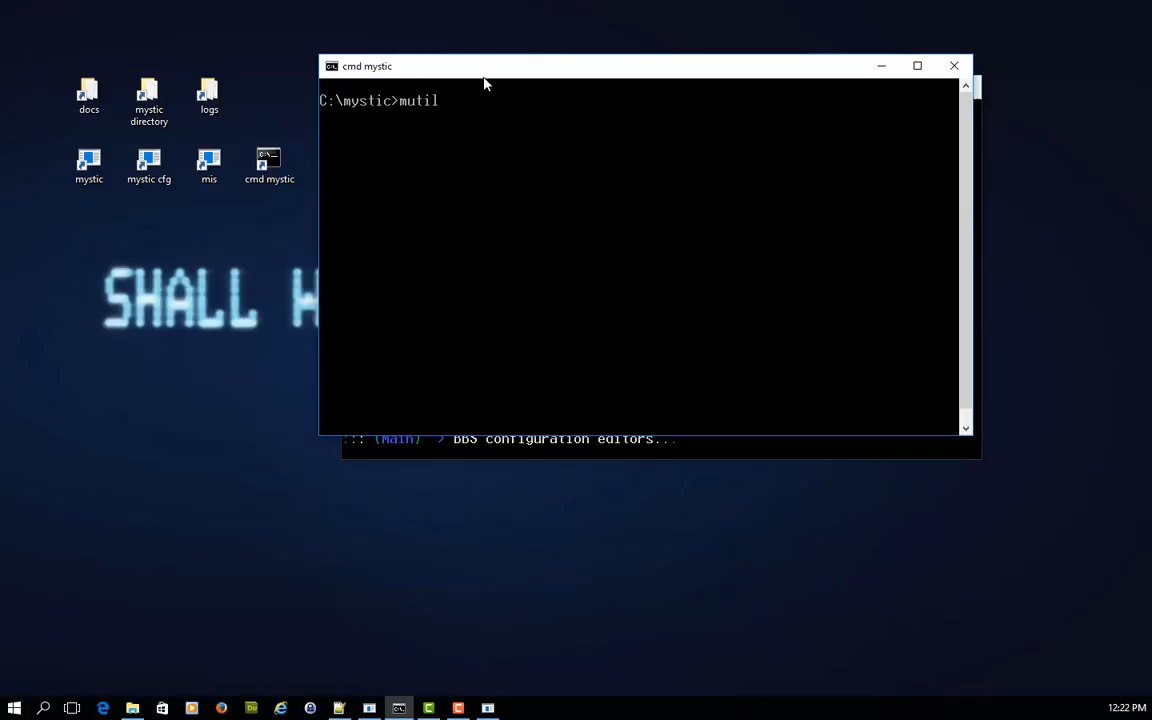 cmd mystic
C:\mystic>mutil
docs
mystic directory
logs
mystic
mystic cfg
mis
cmd mystic
SHALL
::: (Main) -> BBS configuration editors...
12:22 PM